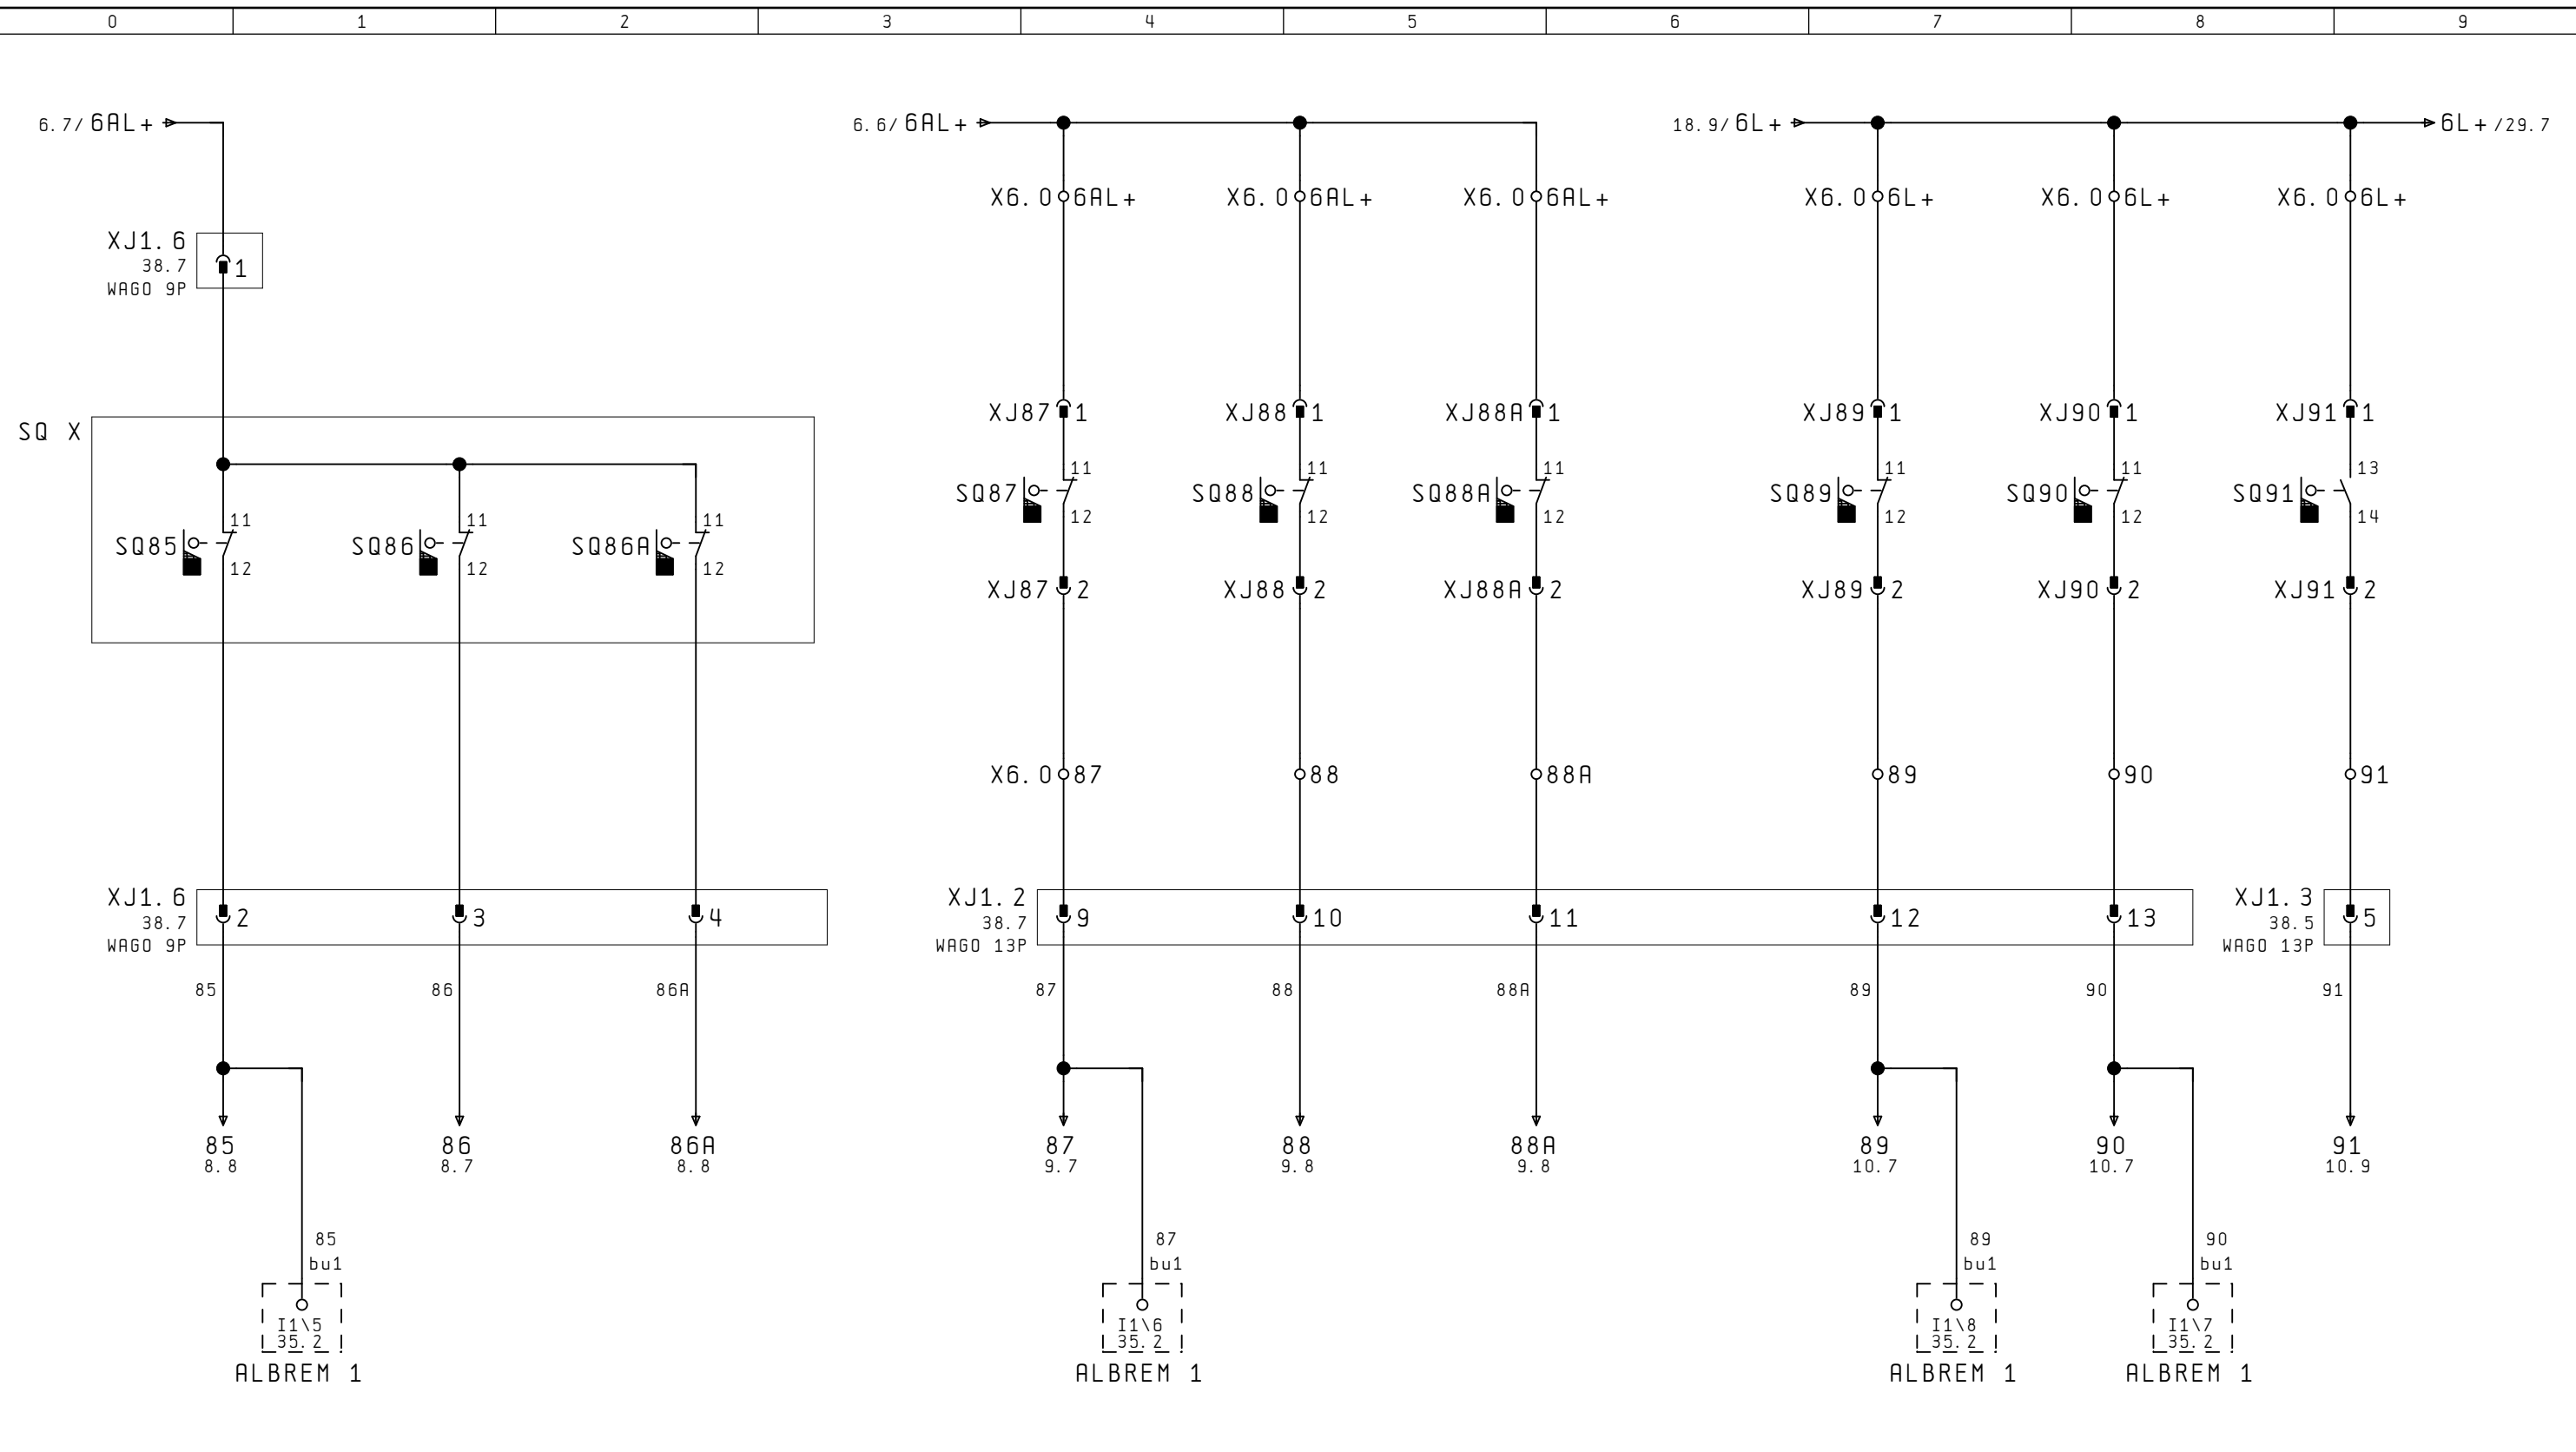 0 1 2 3 4 5 6 7 8 9
6.7/ 6AL+ 6.6/ 6AL+ 18.9/ 6L+ 6L+ /29.7
X6.0 6AL+ X6.0 6AL+ X6.0 6AL+ X6.0 6L+ X6.0 6L+ X6.0 6L+
XJ1.6
38.7 1
WAGO 9P
XJ87 1 XJ88 1 XJ88A 1 XJ89 1 XJ90 1 XJ91 1
SQ X
11 11 11 11 11 13
SQ87 SQ88 SQ88A SQ89 SQ90 SQ91
12 12 12 12 12 14
11 11 11
SQ85 SQ86 SQ86A
12 12 12
XJ87 2 XJ88 2 XJ88A 2 XJ89 2 XJ90 2 XJ91 2
X6.0 87 88 88A 89 90 91
XJ1.6 XJ1.2 XJ1.3
38.7 2 3 4 38.7 9 10 11 12 13 38.5 5
WAGO 9P WAGO 13P WAGO 13P
85 86 86A 87 88 88A 89 90 91
85 86 86A 87 88 88A 89 90 91
8.8 8.7 8.8 9.7 9.8 9.8 10.7 10.7 10.9
85 87 89 90
bu1 bu1 bu1 bu1
I1\5 I1\6 I1\8 I1\7
35.2 35.2 35.2 35.2
ALBREM 1 ALBREM 1 ALBREM 1 ALBREM 1